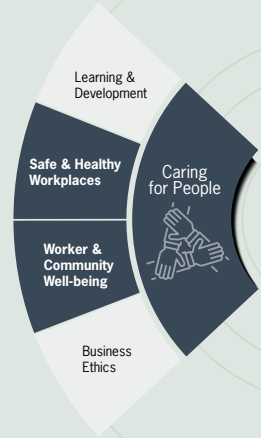 Learning &
Development
Safe & Healthy
Workplaces
Caring
for People
Worker &
Community
Well-being
Business
Ethics